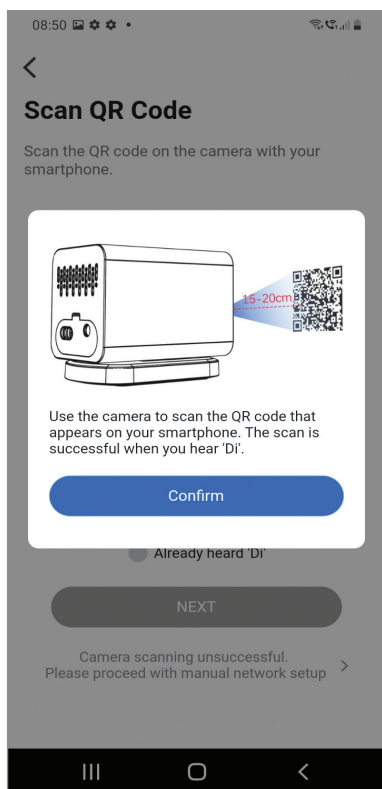 08:50
Scan QR Code
Scan the QR code on the camera with your
smartphone.
15-20cm
Use the camera to scan the QR code that
appears on your smartphone. The scan is
successful when you hear 'Di'.
Confirm
Already heard 'Di'
NEXT
Camera scanning unsuccessful.
Please proceed with manual network setup